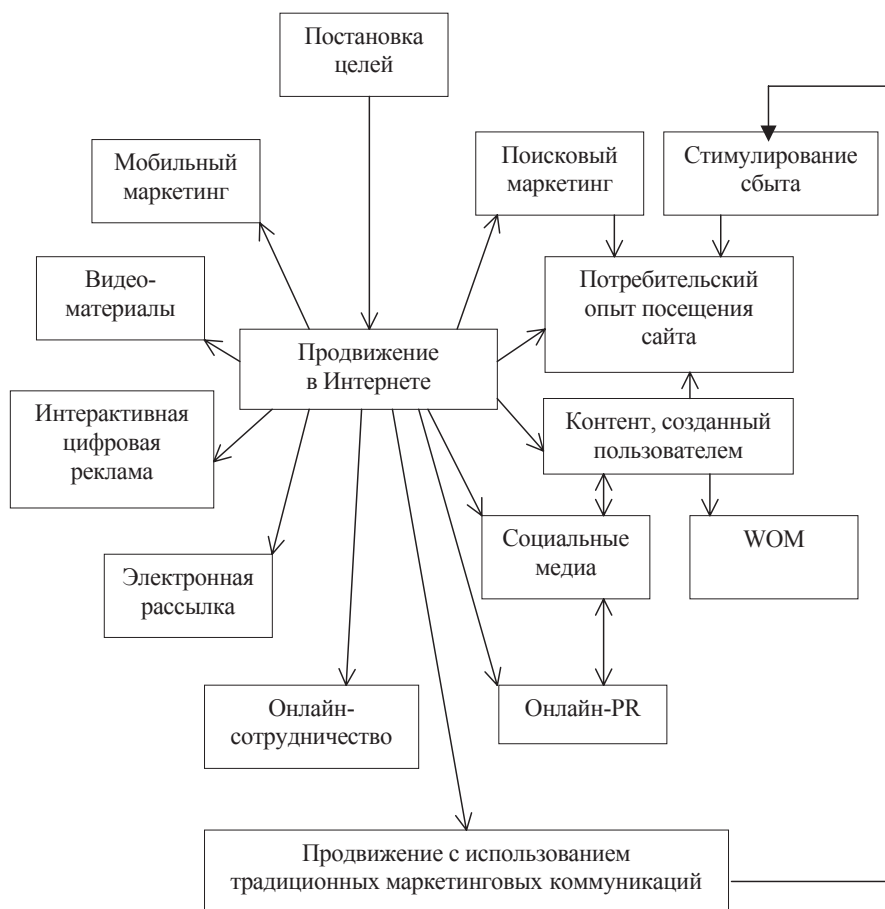 Постановка
целей
Мобильный
маркетинг
Поисковый
маркетинг
Стимулирование
сбыта
Видео-
материалы
Потребительский
опыт посещения
сайта
Продвижение
в Интернете
Интерактивная
цифровая
реклама
Контент, созданный
пользователем
Социальные
медиа
WOM
Электронная
рассылка
Онлайн-
сотрудничество
Онлайн-PR
Продвижение с использованием
традиционных маркетинговых коммуникаций